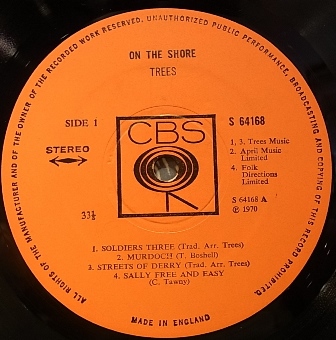 ALL RIGHTS OF THE MANUFACTURER AND OF THE OWNER OF THE RECORDED WORK RESERVED. UNAUTHORIZED PUBLIC PERFORMANCE, BROADCASTING AND COPYING OF THIS RECORD PROHIBITED.
ON THE SHORE
TREES
SIDE 1
CBS
S 64168
STEREO
1, 3. Trees Music
2. April Music
Limited
4. Folk
Directions
Limited
33⅓
S 64168 A
℗ 1970
1. SOLDIERS THREE (Trad. Arr. Trees)
2. MURDOCH (T. Boshell)
3. STREETS OF DERRY (Trad. Arr. Trees)
4. SALLY FREE AND EASY
(C. Tawny)
MADE IN ENGLAND